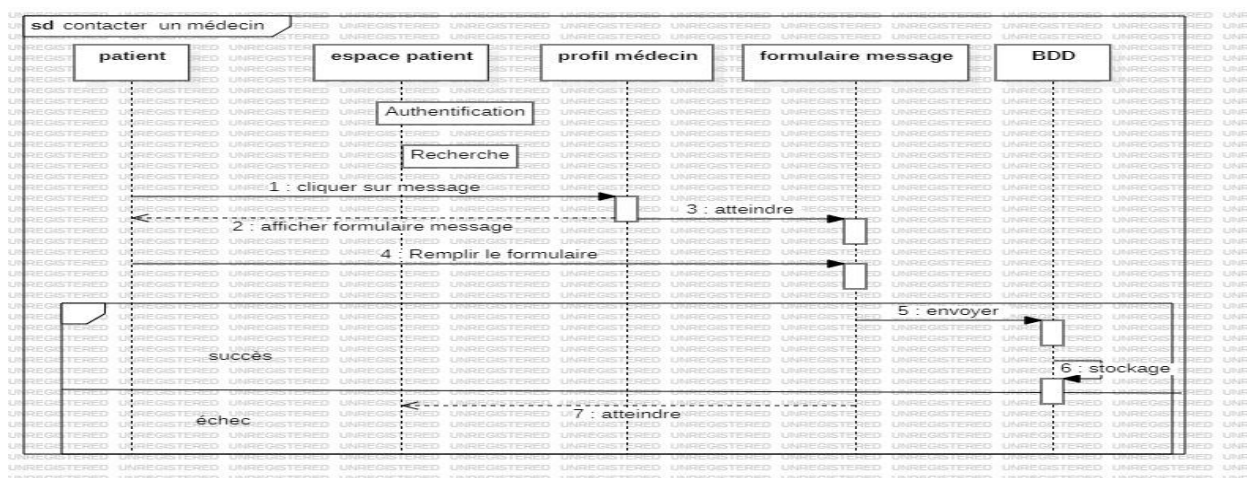 sd contacter un médecin
patient
espace patient
profil médecin
formulaire message
BDD
Authentification
Recherche
1 : cliquer sur message
3 : atteindre
2 : afficher formulaire message
4 : Remplir le formulaire
5 : envoyer
succès
6 : stockage
7 : atteindre
échec
UNREGISTERED